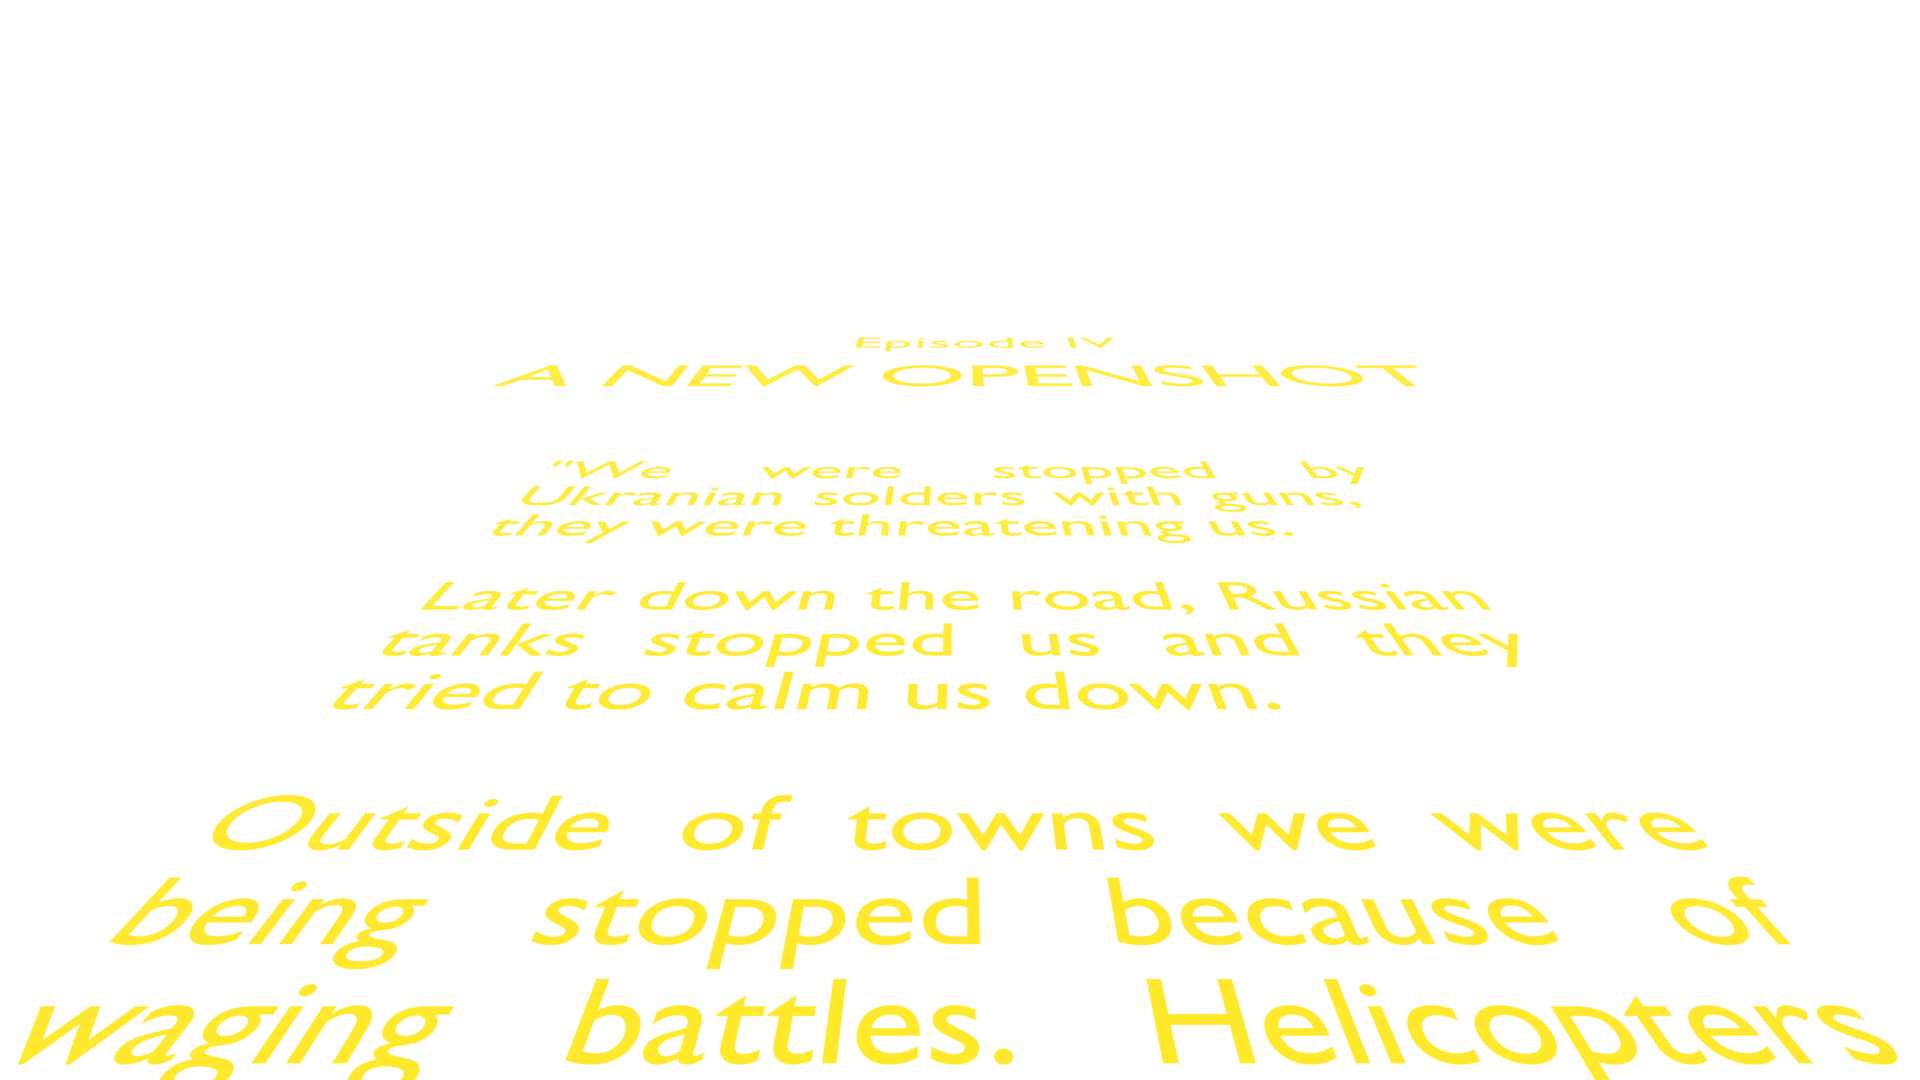 Episode IV
A NEW OPENSHOT
"We were stopped by
Ukranian solders with guns,
they were threatening us.
Later down the road, Russian
tanks stopped us and they
tried to calm us down.
Outside of towns we were
being stopped because of
waging battles. Helicopters